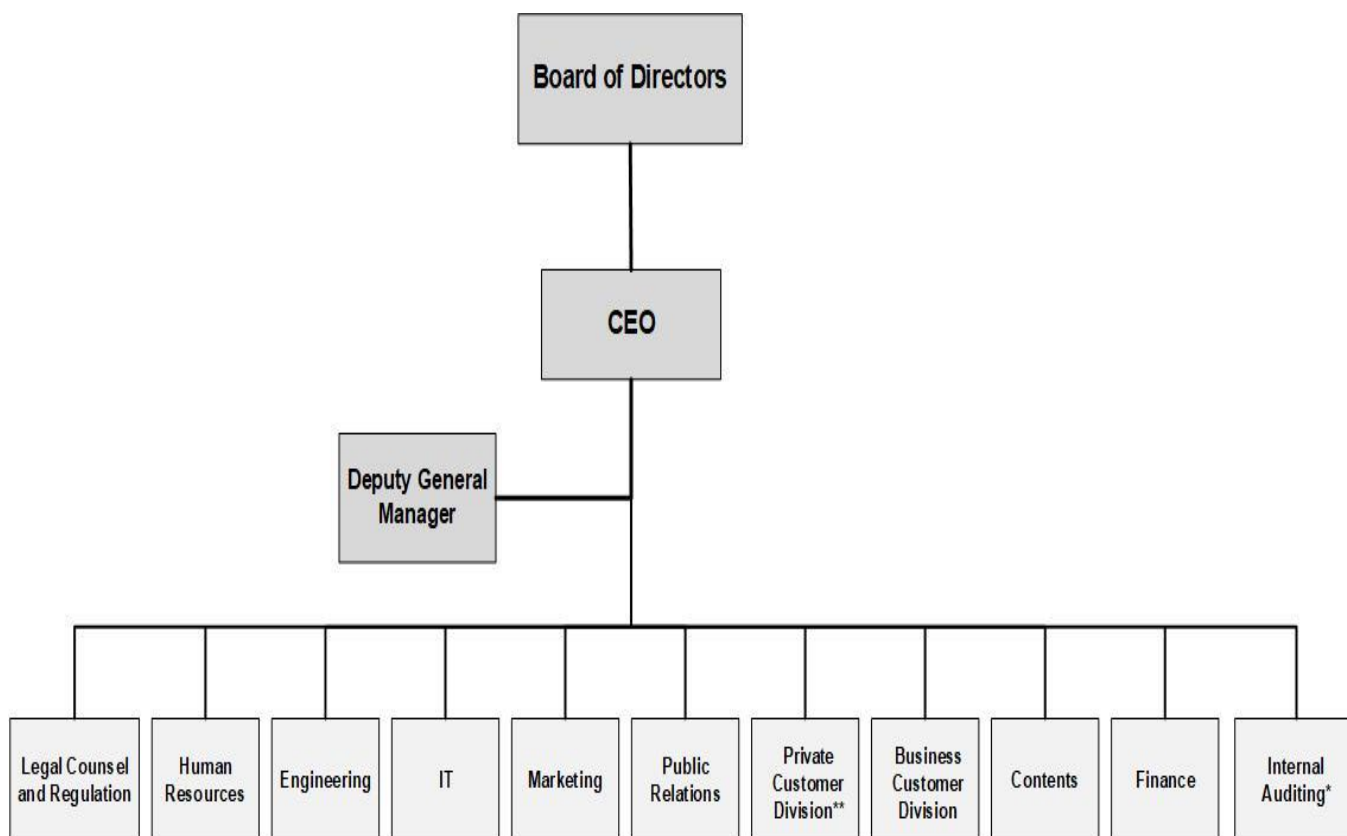 Board of Directors
CEO
Deputy General
Manager
Legal Counsel
and Regulation
Human
Resources
Engineering
IT
Marketing
Public
Relations
Private
Customer
Division**
Business
Customer
Division
Contents
Finance
Internal
Auditing*